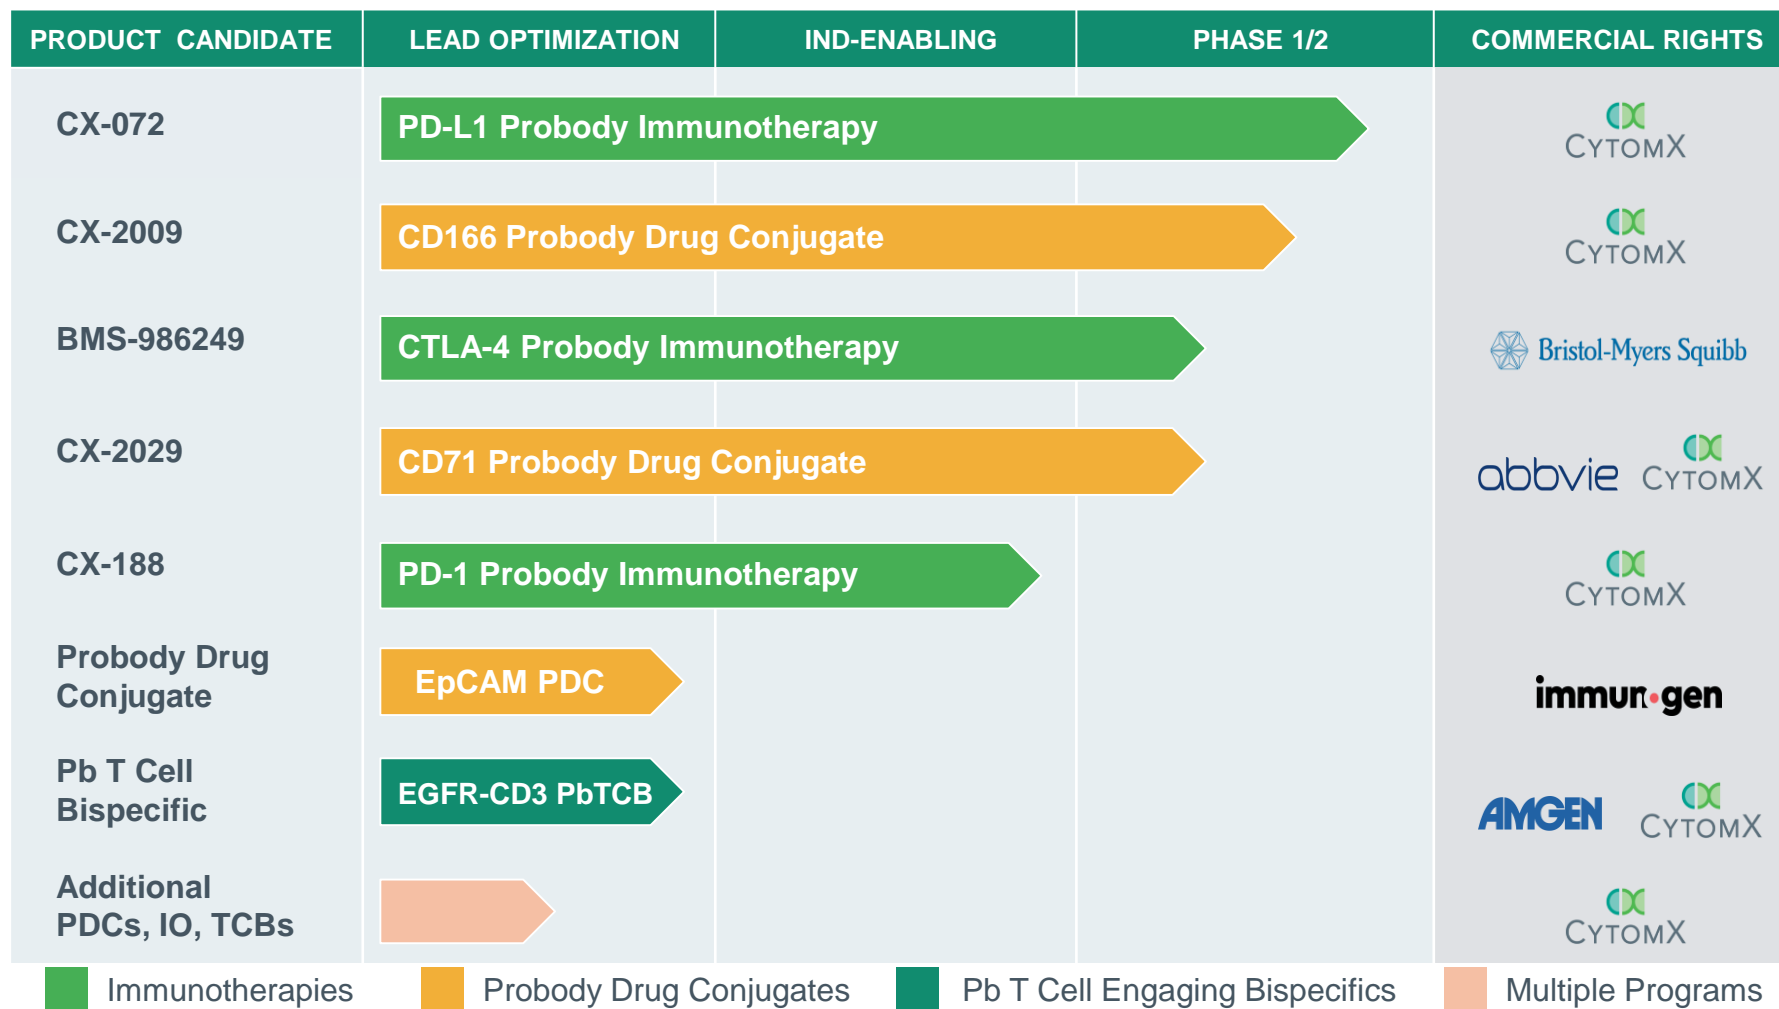 PRODUCT CANDIDATE LEAD OPTIMIZATION IND-ENABLING PHASE 1/2 COMMERCIAL RIGHTS
CX-072 PD-L1 Probody Immunotherapy CYTOMX
CX-2009 CD166 Probody Drug Conjugate CYTOMX
BMS-986249 CTLA-4 Probody Immunotherapy Bristol-Myers Squibb
CX-2029 CD71 Probody Drug Conjugate abbvie CYTOMX
CX-188 PD-1 Probody Immunotherapy CYTOMX
Probody Drug
Conjugate
EpCAM PDC immun•gen
Pb T Cell
Bispecific
EGFR-CD3 PbTCB AMGEN CYTOMX
Additional
PDCs, IO, TCBs
CYTOMX
Immunotherapies Probody Drug Conjugates Pb T Cell Engaging Bispecifics Multiple Programs